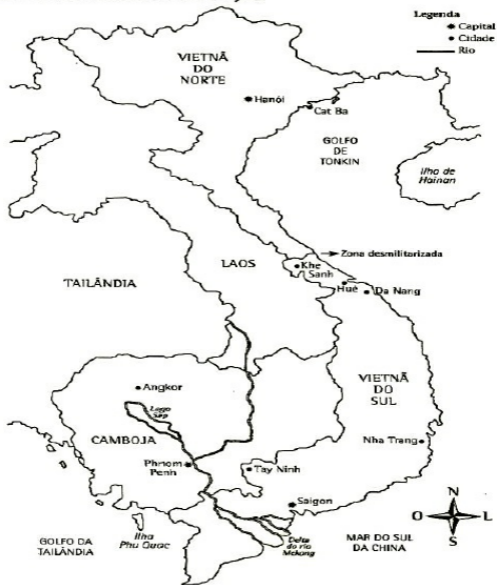 Legenda
Capital
Cidade
Rio
VIETNÃ
DO
NORTE
Hanói
Cat Ba
GOLFO
DE
TONKIN
Ilha de
Hainan
Zona desmilitarizada
LAOS
Khe
Sanh
Hué
Da Nang
TAILÂNDIA
VIETNÃ
DO
SUL
Angkor
Lago
Sap
CAMBOJA
Nha Trang
Phnom
Penh
Tay Ninh
Saigon
N
O
L
S
GOLFO DA
TAILÂNDIA
Ilha
Phu Quoc
Delta
do rio
Mekong
MAR DO SUL
DA CHINA